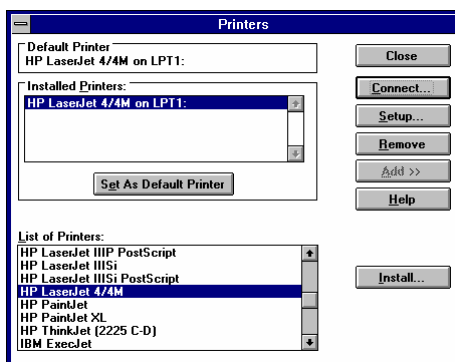 Printers
Default Printer
HP LaserJet 4/4M on LPT1:
Installed Printers:
HP LaserJet 4/4M on LPT1:
Set As Default Printer
Close
Connect...
Setup...
Remove
Add >>
Help
List of Printers:
HP LaserJet IIIP PostScript
HP LaserJet IIISi
HP LaserJet IIISi PostScript
HP LaserJet 4/4M
HP PaintJet
HP PaintJet XL
HP ThinkJet (2225 C-D)
IBM ExecJet
Install...